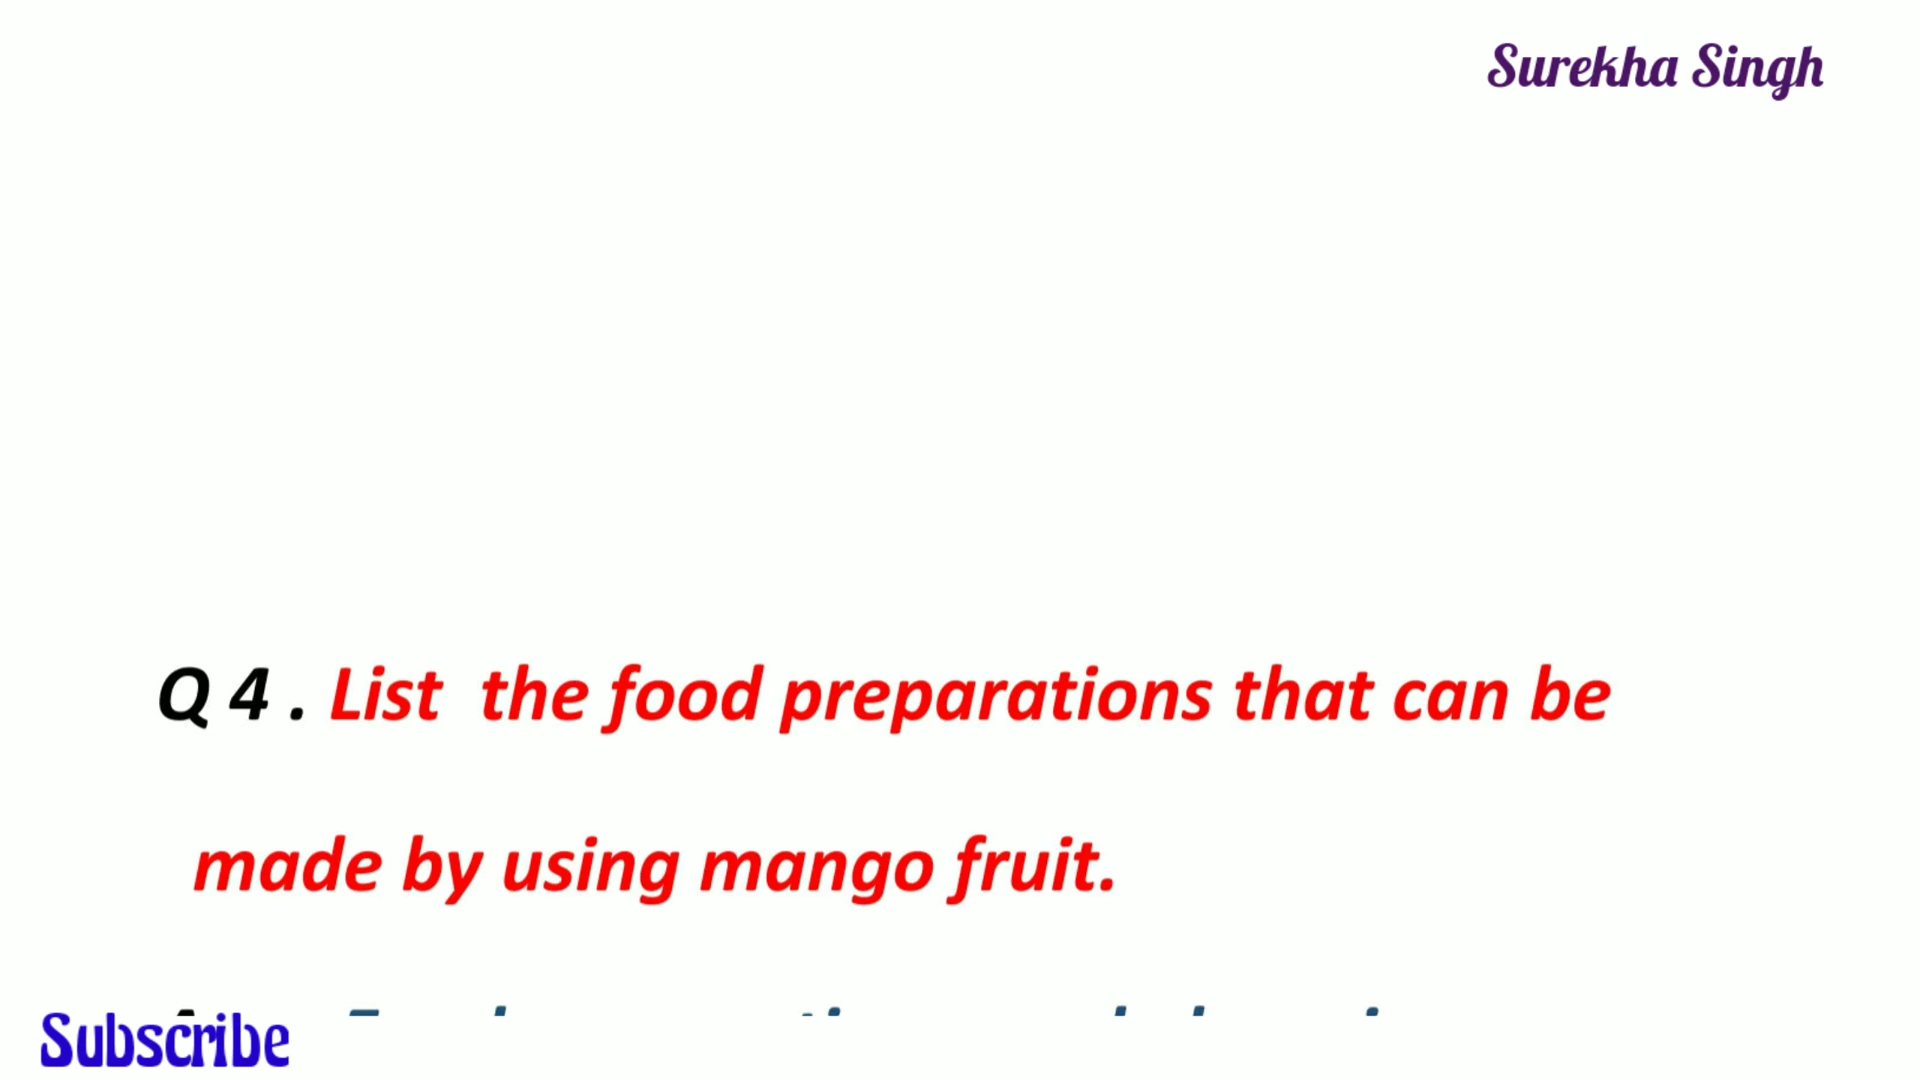 Surekha Singh
Q 4 . List the food preparations that can be
made by using mango fruit.
Subscribe